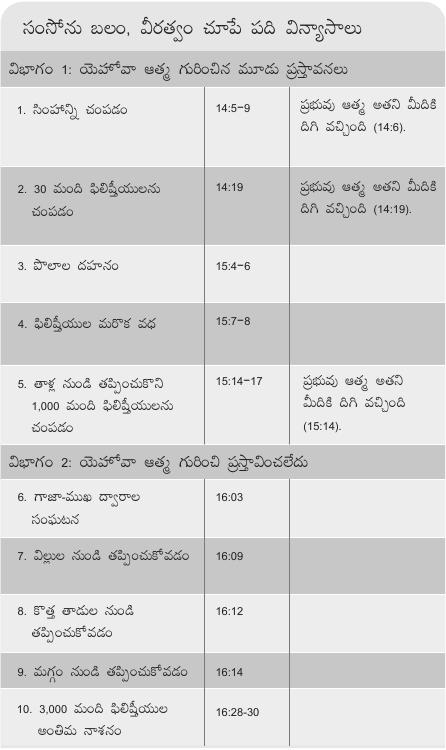 సంసోను బలం, వీరత్వం చూపే పది విన్యాసాలు
విభాగం 1: యెహోవా ఆత్మ గురించిన మూడు ప్రస్తావనలు
1. సింహాన్ని చంపడం 14:5–9 ప్రభువు ఆత్మ అతని మీదికి
దిగి వచ్చింది (14:6).
2. 30 మంది ఫిలిష్తీయులను 14:19 ప్రభువు ఆత్మ అతని మీదికి
చంపడం దిగి వచ్చింది (14:19).
3. పొలాల దహనం 15:4–6
4. ఫిలిష్తీయుల మరొక వధ 15:7–8
5. తాళ్ల నుండి తప్పించుకొని 15:14–17 ప్రభువు ఆత్మ అతని
1,000 మంది ఫిలిష్తీయులను మీదికి దిగి వచ్చింది
చంపడం (15:14).
విభాగం 2: యెహోవా ఆత్మ గురించి ప్రస్తావించలేదు
6. గాజా-ముఖ ద్వారాల 16:03
సంఘటన
7. విల్లుల నుండి తప్పించుకోవడం 16:09
8. కొత్త తాడుల నుండి 16:12
తప్పించుకోవడం
9. మగ్గం నుండి తప్పించుకోవడం 16:14
10. 3,000 మంది ఫిలిష్తీయుల 16:28-30
అంతిమ నాశనం